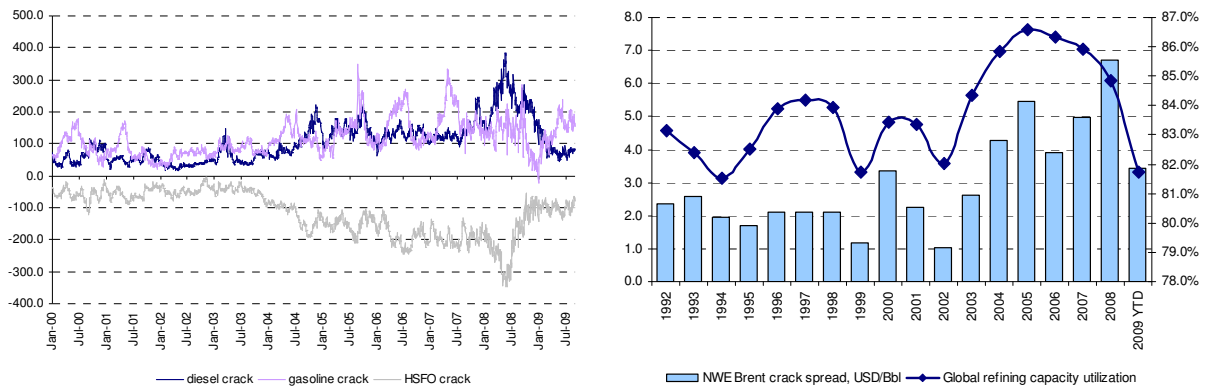 500.0
400.0
300.0
200.0
100.0
0.0
-100.0
-200.0
-300.0
-400.0
Jan-00
Jul-00
Jan-01
Jul-01
Jan-02
Jul-02
Jan-03
Jul-03
Jan-04
Jul-04
Jan-05
Jul-05
Jan-06
Jul-06
Jan-07
Jul-07
Jan-08
Jul-08
Jan-09
Jul-09
diesel crack gasoline crack HSFO crack
8.0
7.0
6.0
5.0
4.0
3.0
2.0
1.0
0.0
87.0%
86.0%
85.0%
84.0%
83.0%
82.0%
81.0%
80.0%
79.0%
78.0%
1992
1993
1994
1995
1996
1997
1998
1999
2000
2001
2002
2003
2004
2005
2006
2007
2008
2009 YTD
NWE Brent crack spread, USD/Bbl Global refining capacity utilization